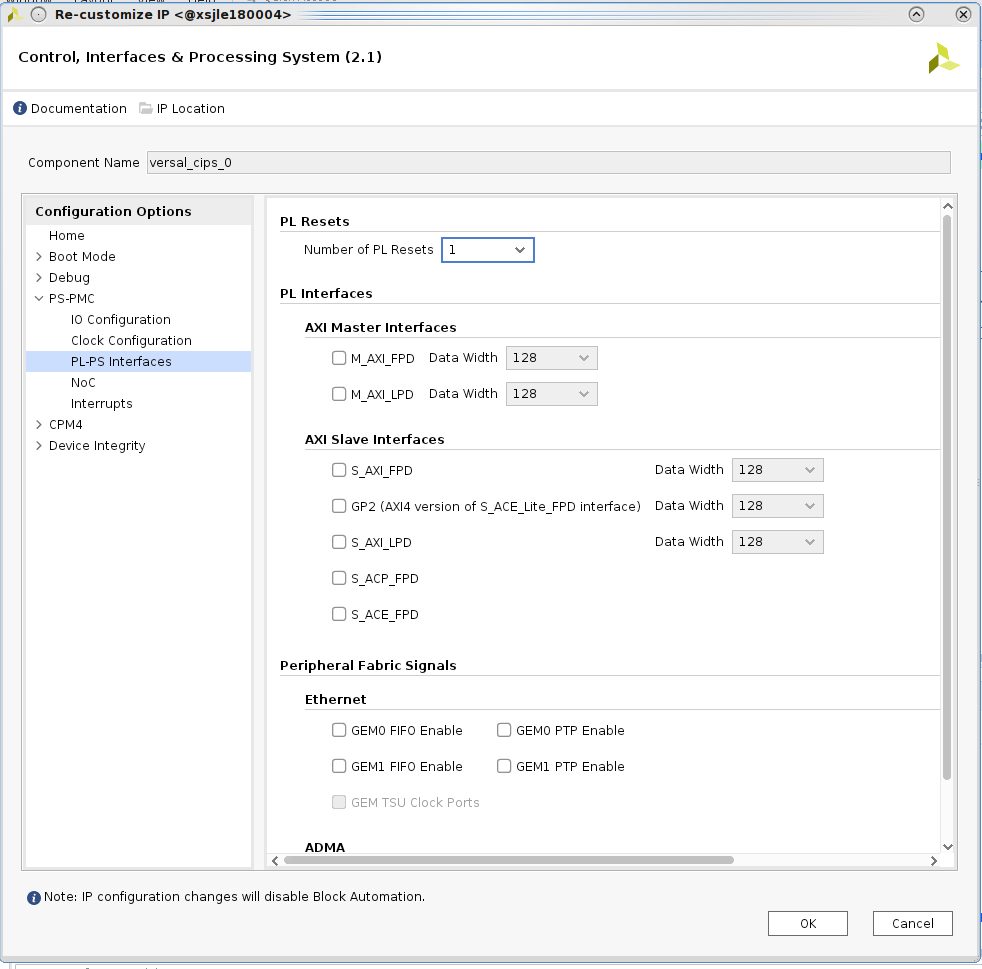 Re-customize IP <@xsjle180004>
Control, Interfaces & Processing System (2.1)
Documentation IP Location
Component Name versal_cips_0
Configuration Options
Home
Boot Mode
Debug
PS-PMC
IO Configuration
Clock Configuration
PL-PS Interfaces
NoC
Interrupts
CPM4
Device Integrity
PL Resets
Number of PL Resets 1
PL Interfaces
AXI Master Interfaces
M_AXI_FPD Data Width 128
M_AXI_LPD Data Width 128
AXI Slave Interfaces
S_AXI_FPD Data Width 128
GP2 (AXI4 version of S_ACE_Lite_FPD interface) Data Width 128
S_AXI_LPD Data Width 128
S_ACP_FPD
S_ACE_FPD
Peripheral Fabric Signals
Ethernet
GEM0 FIFO Enable GEM0 PTP Enable
GEM1 FIFO Enable GEM1 PTP Enable
GEM TSU Clock Ports
ADMA
Note: IP configuration changes will disable Block Automation.
OK Cancel